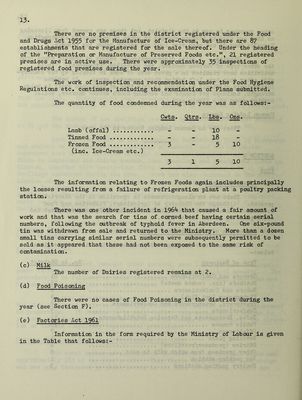 13.
There are no premises in the district registered under the Food
and Drugs Act 1955 for the Manufacture of Ice-Cream, but there are 87
establishments that are registered for the sale thereof. Under the heading
of the "Preparation or Manufacture of Preserved Foods etc.", 21 registered
premises are in active use. There were approximately 35 inspections of
registered food premises during the year.
The work of inspection and recommendation under the Food Hygiene
Regulations etc. continues, including the examination of Plans submitted.
The quantity of food condemned during the year was as follows:-
Cwts. Qtrs. Lbs. Ozs.
Lamb (offal) ............ - - 10 -
Tinned Food ............. - - 18 -
Frozen Food ............. 3 - 5 10
(inc. Ice-Cream etc.)
3 1 5 10
The information relating to Frozen Foods again includes principally
the losses resulting from a failure of refrigeration plant at a poultry packing
station.
There was one other incident in 1964 that caused a fair amount of
work and that was the search for tins of corned beef having certain serial
numbers, following the outbreak of typhoid fever in Aberdeen. One six-pound
tin was withdrawn from sale and returned to the Ministry. More than a dozen
small tins carrying similar serial numbers were subsequently permitted to be
sold as it appeared that these had not been exposed to the same risk of
contamination.
(c) Milk
The number of Dairies registered remains at 2.
(d) Food Poisoning
There were no cases of Food Poisoning in the district during the
year (see Section F).
(e) Factories Act 1961
Information in the form required by the Ministry of Labour is given
in the Table that follows:-